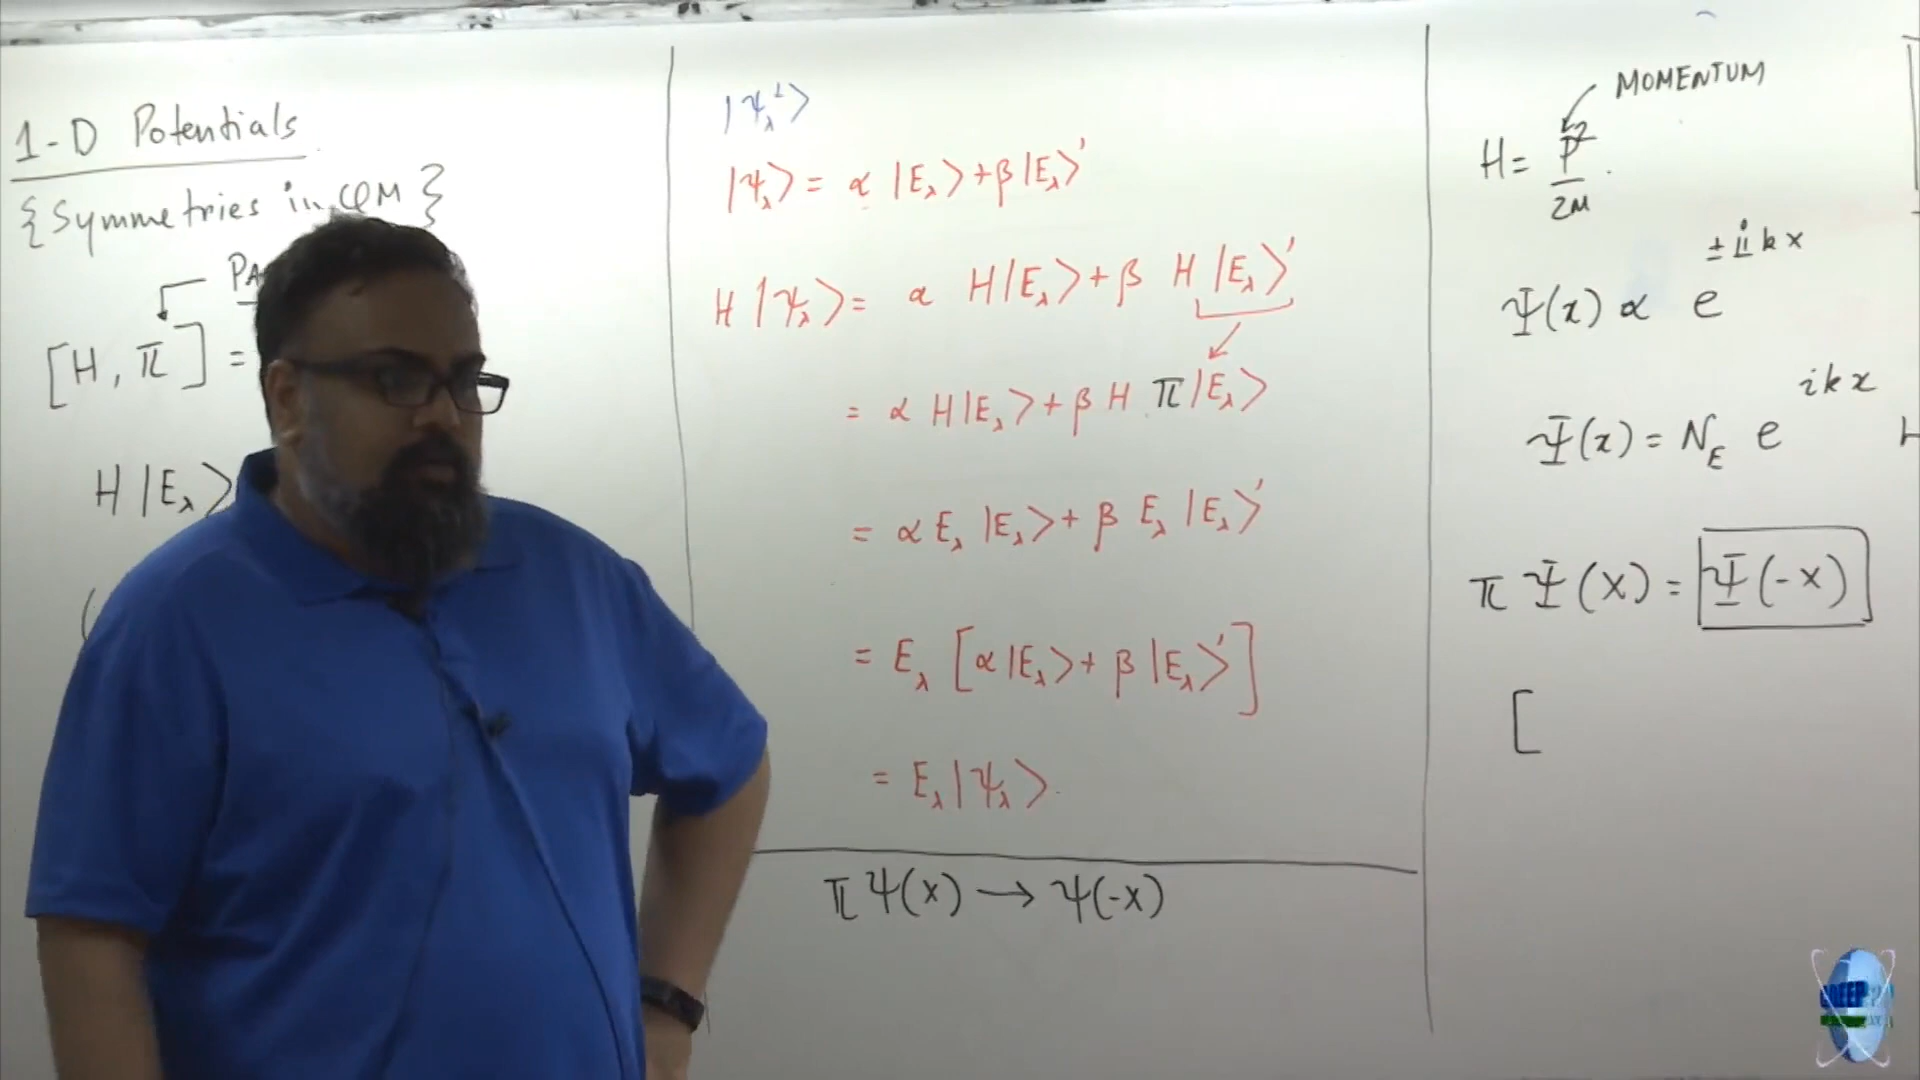 1-D Potentials
{Symmetries in QM}
[H, π] =
H |E_λ>
|ψ_λ^⊥>
|ψ_λ> = α |E_λ> + β |E_λ>'
H |ψ_λ> = α H |E_λ> + β H |E_λ>'
= α H |E_λ> + β H π |E_λ>
= α E_λ |E_λ> + β E_λ |E_λ>'
= E_λ [α |E_λ> + β |E_λ>']
= E_λ |ψ_λ>
π ψ(x) → ψ(-x)
MOMENTUM
H = P²/2M
Ψ(x) α e^{±ikx}
Ψ(x) = N_E e^{ikx}
π Ψ(x) = Ψ(-x)
[